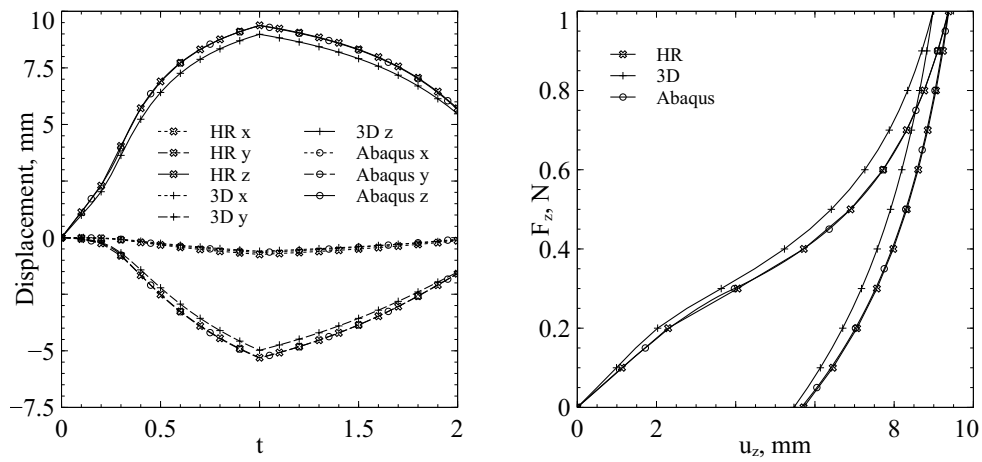 10
7.5
5
0
−5
−7.5
Displacement, mm
HR x
HR y
HR z
3D x
3D y
3D z
Abaqus x
Abaqus y
Abaqus z
0 0.5 1 1.5 2
t
1
0.8
0.6
0.4
0.2
0
F_z, N
HR
3D
Abaqus
0 2 4 6 8 10
u_z, mm